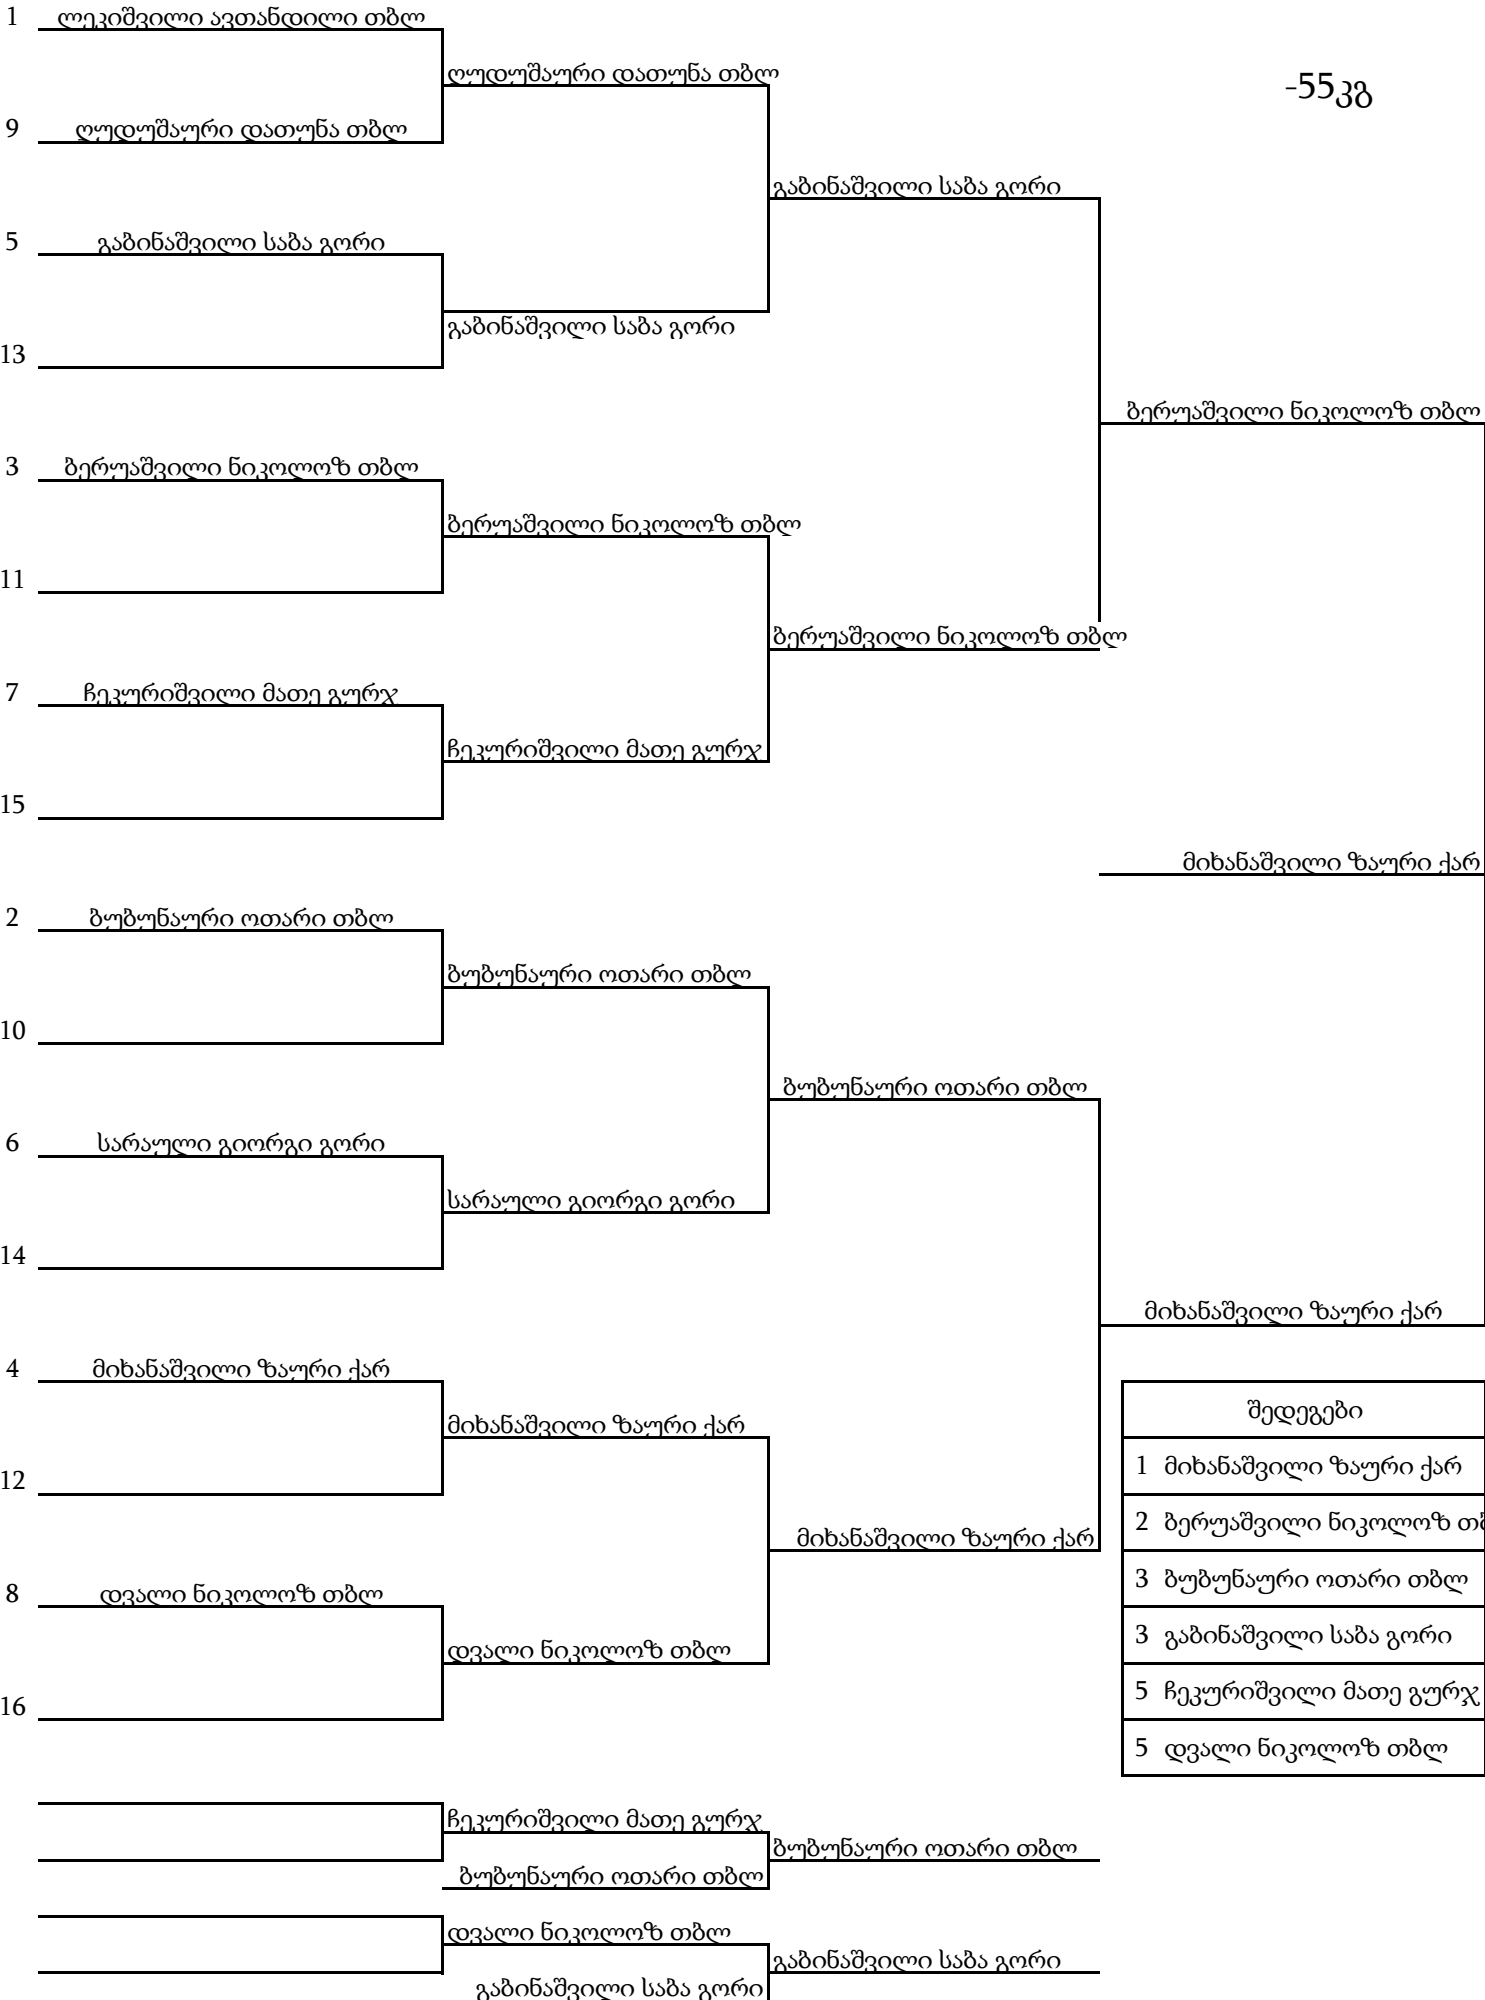 1 ლეკიშვილი ავთანდილი თბლ
ღუდუშაური დათუნა თბლ
-55კგ
9 ღუდუშაური დათუნა თბლ
გაბინაშვილი საბა გორი
5 გაბინაშვილი საბა გორი
გაბინაშვილი საბა გორი
13
ბერუაშვილი ნიკოლოზ თბლ
3 ბერუაშვილი ნიკოლოზ თბლ
ბერუაშვილი ნიკოლოზ თბლ
11
ბერუაშვილი ნიკოლოზ თბლ
7 ჩეკურიშვილი მათე გურჯ
ჩეკურიშვილი მათე გურჯ
15
მიხანაშვილი ზაური ქარ
2 ბუბუნაური ოთარი თბლ
ბუბუნაური ოთარი თბლ
10
ბუბუნაური ოთარი თბლ
6 სარაული გიორგი გორი
სარაული გიორგი გორი
14
მიხანაშვილი ზაური ქარ
4 მიხანაშვილი ზაური ქარ
შედეგები
მიხანაშვილი ზაური ქარ
1 მიხანაშვილი ზაური ქარ
12
2 ბერუაშვილი ნიკოლოზ თბ
მიხანაშვილი ზაური ქარ
3 ბუბუნაური ოთარი თბლ
8 დვალი ნიკოლოზ თბლ
3 გაბინაშვილი საბა გორი
დვალი ნიკოლოზ თბლ
5 ჩეკურიშვილი მათე გურჯ
16
5 დვალი ნიკოლოზ თბლ
ჩეკურიშვილი მათე გურჯ
ბუბუნაური ოთარი თბლ
ბუბუნაური ოთარი თბლ
დვალი ნიკოლოზ თბლ
გაბინაშვილი საბა გორი
გაბინაშვილი საბა გორი